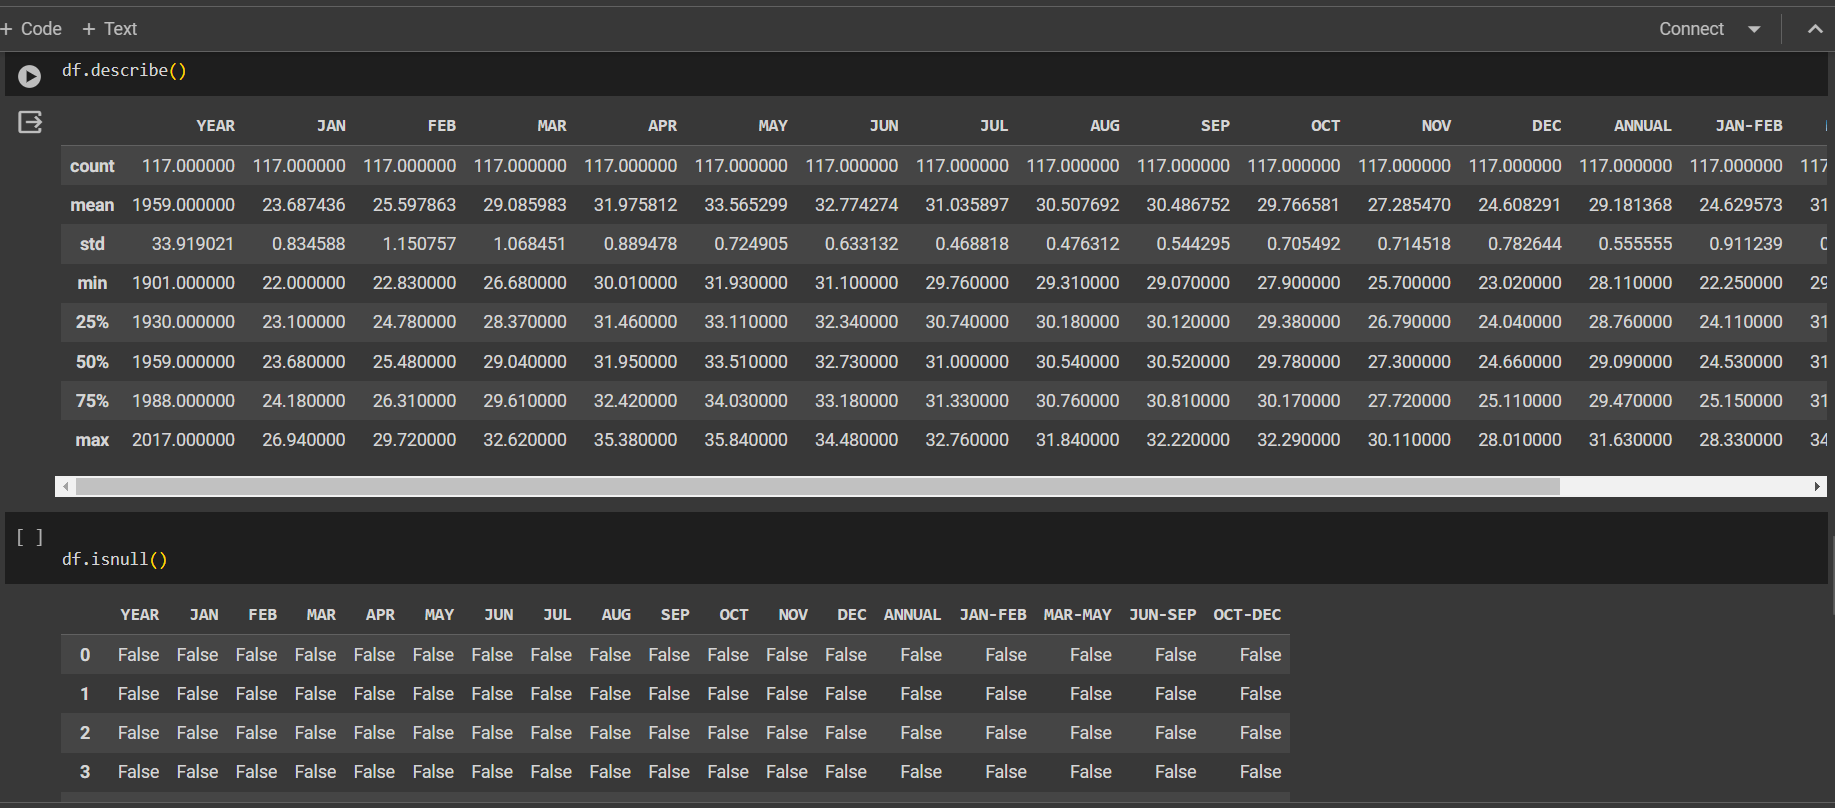 + Code + Text Connect
df.describe()
YEAR JAN FEB MAR APR MAY JUN JUL AUG SEP OCT NOV DEC ANNUAL JAN-FEB
count 117.000000 117.000000 117.000000 117.000000 117.000000 117.000000 117.000000 117.000000 117.000000 117.000000 117.000000 117.000000 117.000000 117.000000 117.000000 117
mean 1959.000000 23.687436 25.597863 29.085983 31.975812 33.565299 32.774274 31.035897 30.507692 30.486752 29.766581 27.285470 24.608291 29.181368 24.629573 31
std 33.919021 0.834588 1.150757 1.068451 0.889478 0.724905 0.633132 0.468818 0.476312 0.544295 0.705492 0.714518 0.782644 0.555555 0.911239
min 1901.000000 22.000000 22.830000 26.680000 30.010000 31.930000 31.100000 29.760000 29.310000 29.070000 27.900000 25.700000 23.020000 28.110000 22.250000 29
25% 1930.000000 23.100000 24.780000 28.370000 31.460000 33.110000 32.340000 30.740000 30.180000 30.120000 29.380000 26.790000 24.040000 28.760000 24.110000 31
50% 1959.000000 23.680000 25.480000 29.040000 31.950000 33.510000 32.730000 31.000000 30.540000 30.520000 29.780000 27.300000 24.660000 29.090000 24.530000 31
75% 1988.000000 24.180000 26.310000 29.610000 32.420000 34.030000 33.180000 31.330000 30.760000 30.810000 30.170000 27.720000 25.110000 29.470000 25.150000 31
max 2017.000000 26.940000 29.720000 32.620000 35.380000 35.840000 34.480000 32.760000 31.840000 32.220000 32.290000 30.110000 28.010000 31.630000 28.330000 34
[ ]
df.isnull()
YEAR JAN FEB MAR APR MAY JUN JUL AUG SEP OCT NOV DEC ANNUAL JAN-FEB MAR-MAY JUN-SEP OCT-DEC
0 False False False False False False False False False False False False False False False False False False
1 False False False False False False False False False False False False False False False False False False
2 False False False False False False False False False False False False False False False False False False
3 False False False False False False False False False False False False False False False False False False